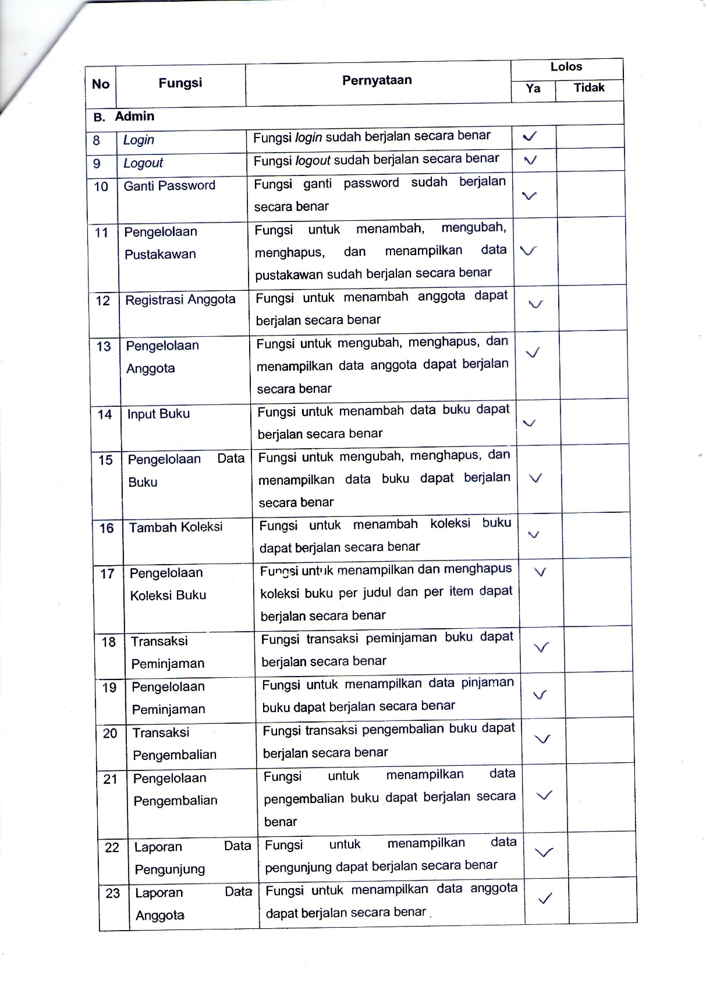 No Fungsi Pernyataan Lolos
Ya Tidak
B. Admin
8 Login Fungsi login sudah berjalan secara benar ✓
9 Logout Fungsi logout sudah berjalan secara benar ✓
10 Ganti Password Fungsi ganti password sudah berjalan
secara benar ✓
11 Pengelolaan Fungsi untuk menambah, mengubah,
Pustakawan menghapus, dan menampilkan data ✓
pustakawan sudah berjalan secara benar
12 Registrasi Anggota Fungsi untuk menambah anggota dapat ✓
berjalan secara benar
13 Pengelolaan Fungsi untuk mengubah, menghapus, dan ✓
Anggota menampilkan data anggota dapat berjalan
secara benar
14 Input Buku Fungsi untuk menambah data buku dapat ✓
berjalan secara benar
15 Pengelolaan Data Fungsi untuk mengubah, menghapus, dan
Buku menampilkan data buku dapat berjalan ✓
secara benar
16 Tambah Koleksi Fungsi untuk menambah koleksi buku ✓
dapat berjalan secara benar
17 Pengelolaan Fungsi untuk menampilkan dan menghapus ✓
Koleksi Buku koleksi buku per judul dan per item dapat
berjalan secara benar
18 Transaksi Fungsi transaksi peminjaman buku dapat ✓
Peminjaman berjalan secara benar
19 Pengelolaan Fungsi untuk menampilkan data pinjaman ✓
Peminjaman buku dapat berjalan secara benar
20 Transaksi Fungsi transaksi pengembalian buku dapat ✓
Pengembalian berjalan secara benar
21 Pengelolaan Fungsi untuk menampilkan data
Pengembalian pengembalian buku dapat berjalan secara ✓
benar
22 Laporan Data Fungsi untuk menampilkan data ✓
Pengunjung pengunjung dapat berjalan secara benar
23 Laporan Data Fungsi untuk menampilkan data anggota ✓
Anggota dapat berjalan secara benar .